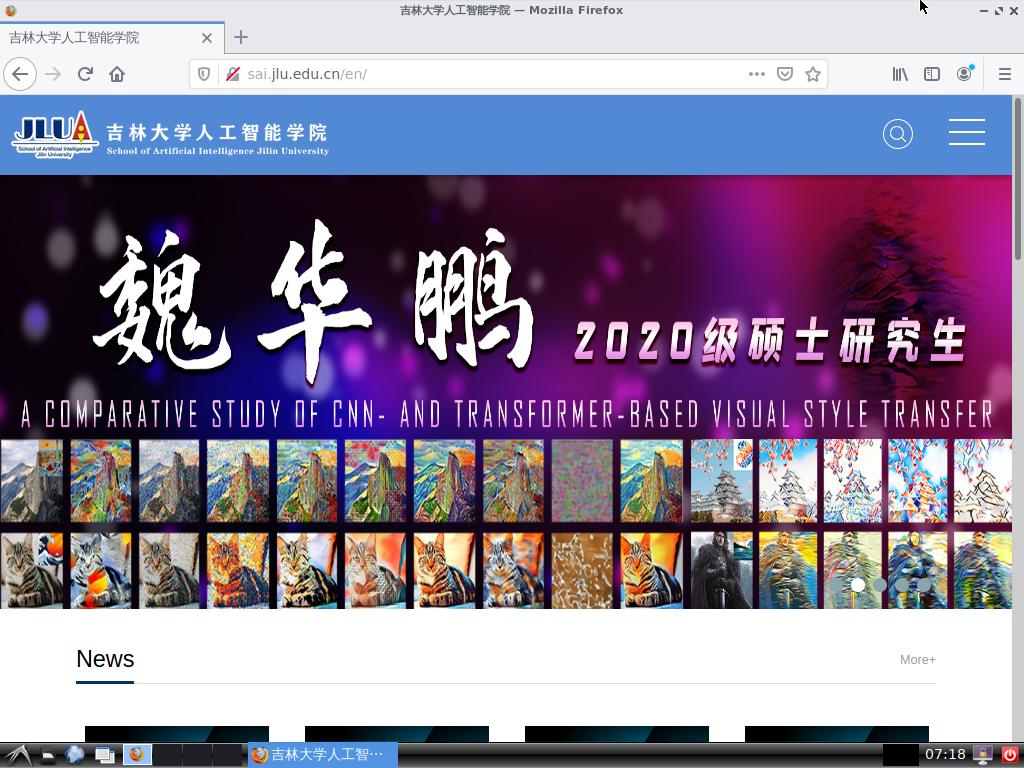 吉林大学人工智能学院 — Mozilla Firefox
吉林大学人工智能学院
sai.jlu.edu.cn/en/
JLUAI
School of Artificial Intelligence
Jilin University
吉林大学人工智能学院
School of Artificial Intelligence Jilin University
魏华鹏
2020级硕士研究生
A COMPARATIVE STUDY OF CNN- AND TRANSFORMER-BASED VISUAL STYLE TRANSFER
News
More+
吉林大学人工智…
07:18